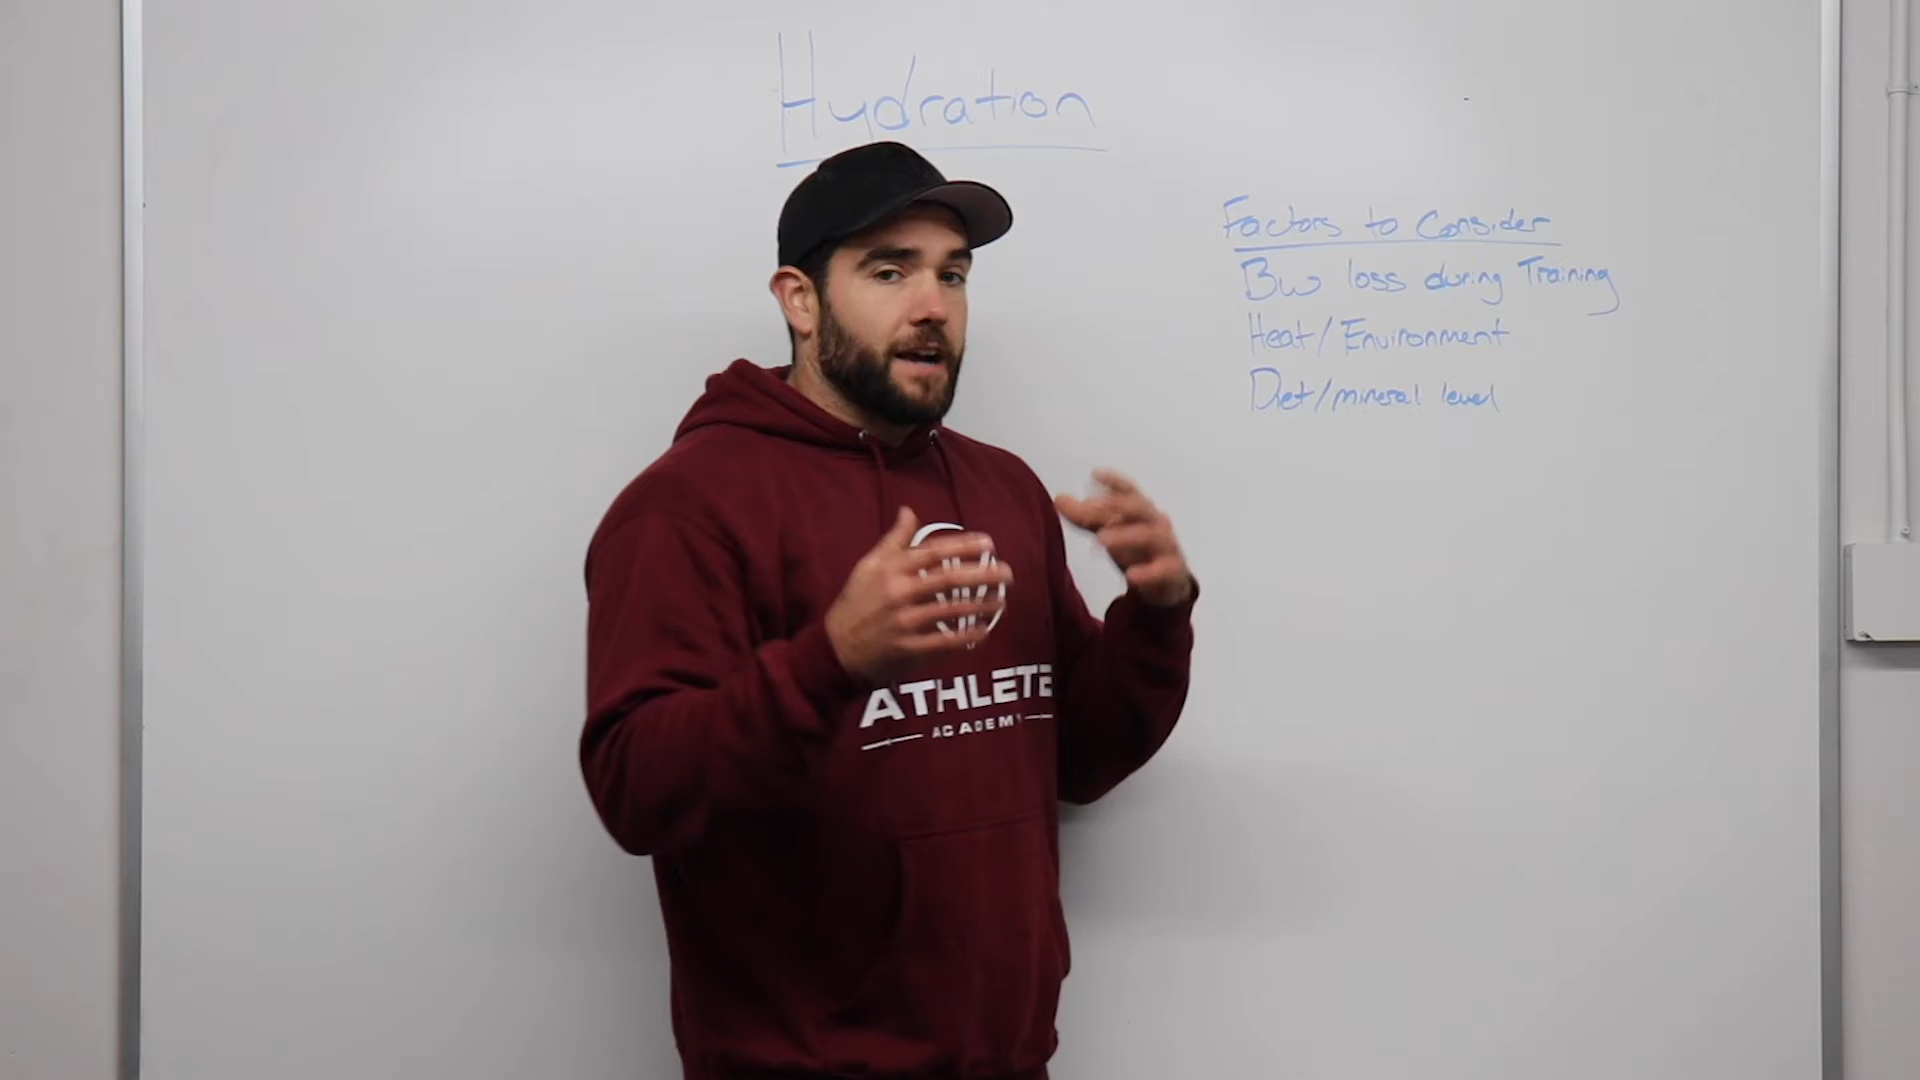 Hydration
Factors to Consider
BW loss during Training
Heat/Environment
Diet/mineral level
ATHLETE
ACADEMY